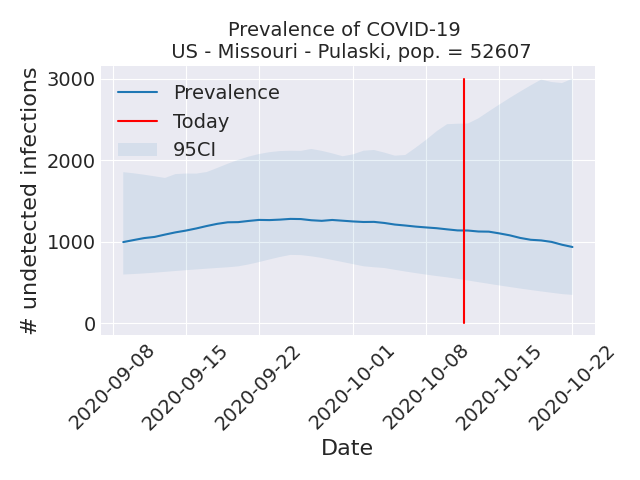 Prevalence of COVID-19
US - Missouri - Pulaski, pop. = 52607
# undetected infections
3000
2000
1000
0
Prevalence
Today
95CI
2020-09-08
2020-09-15
2020-09-22
2020-10-01
2020-10-08
2020-10-15
2020-10-22
Date